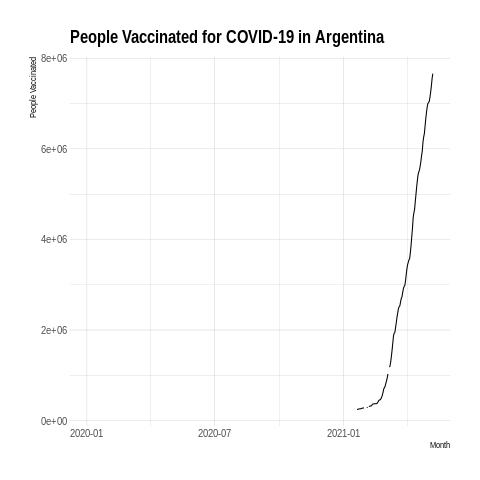 People Vaccinated for COVID-19 in Argentina
People Vaccinated
8e+06
6e+06
4e+06
2e+06
0e+00
2020-01
2020-07
2021-01
Month